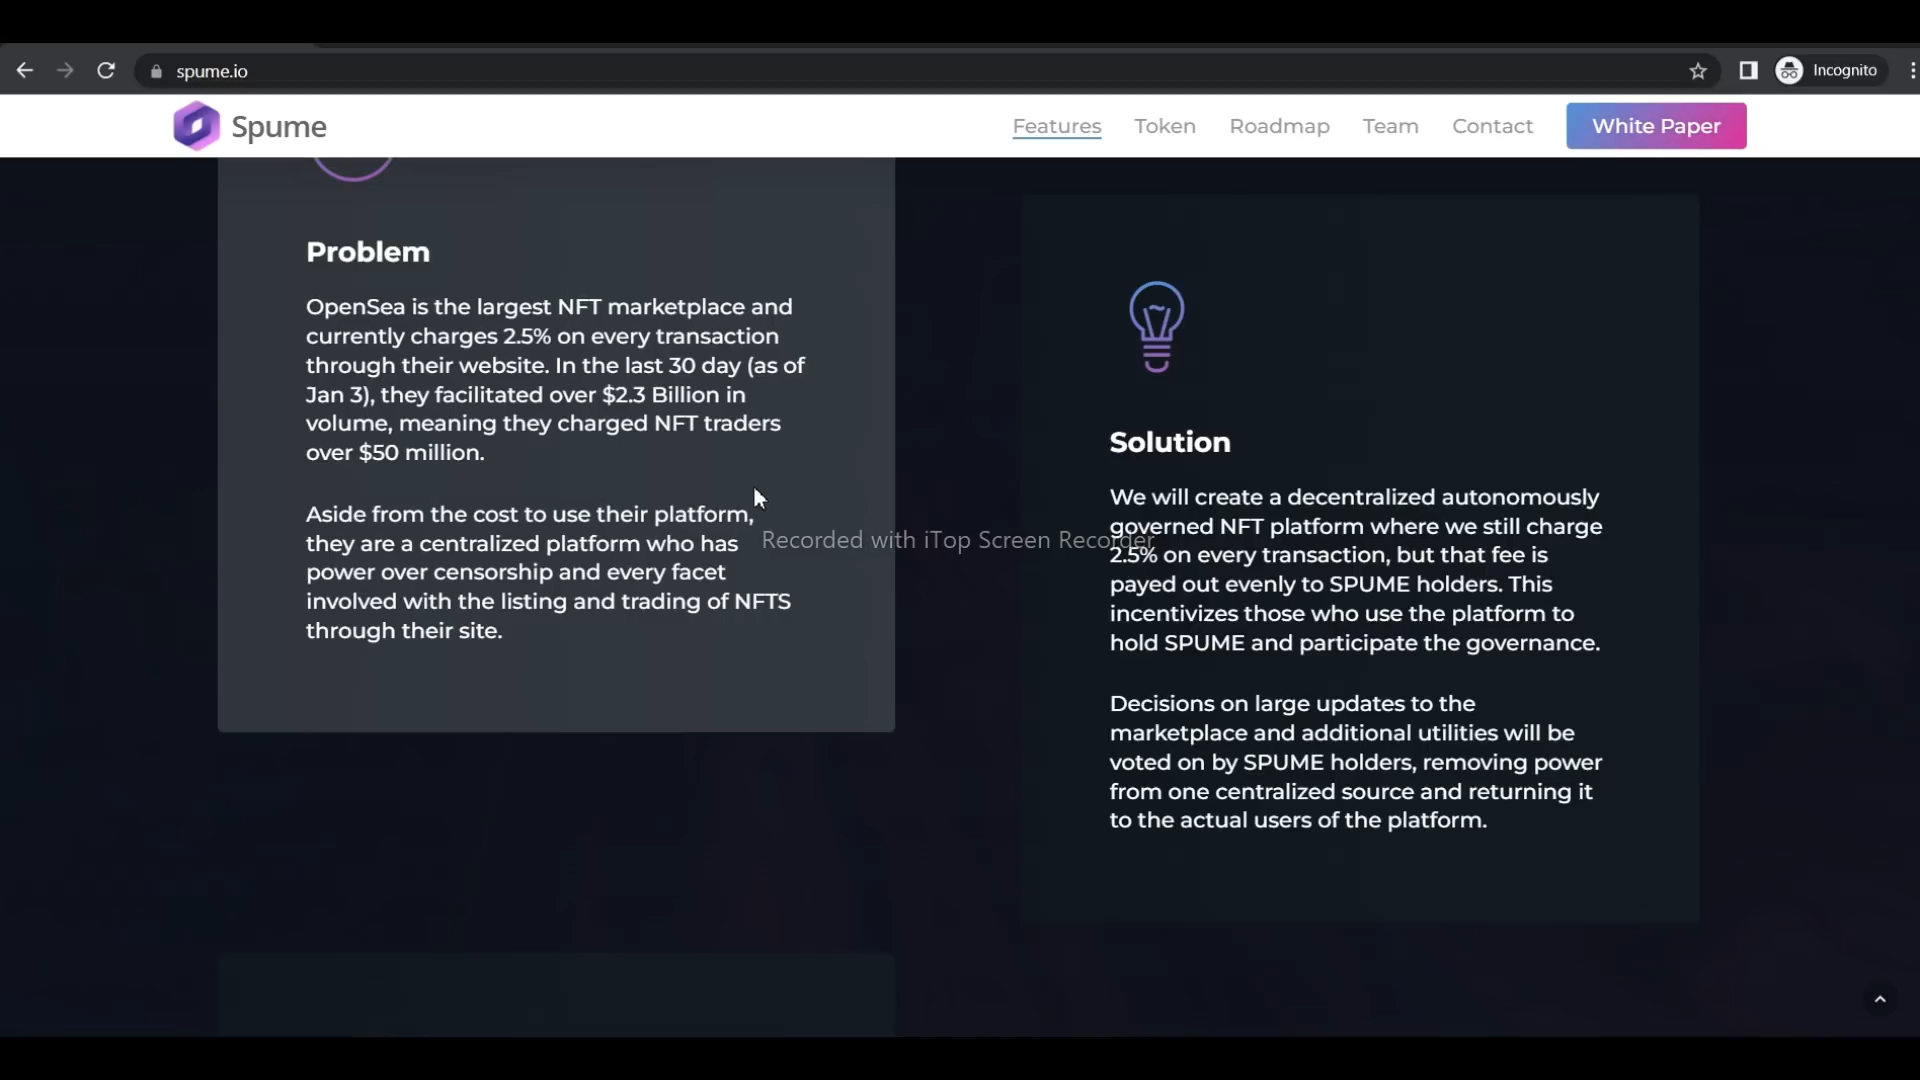 spume.io
Incognito
Spume
Features
Token
Roadmap
Team
Contact
White Paper
Problem
OpenSea is the largest NFT marketplace and
currently charges 2.5% on every transaction
through their website. In the last 30 day (as of
Jan 3), they facilitated over $2.3 Billion in
volume, meaning they charged NFT traders
over $50 million.
Aside from the cost to use their platform,
they are a centralized platform who has
power over censorship and every facet
involved with the listing and trading of NFTS
through their site.
Recorded with iTop Screen Recorder
Solution
We will create a decentralized autonomously
governed NFT platform where we still charge
2.5% on every transaction, but that fee is
payed out evenly to SPUME holders. This
incentivizes those who use the platform to
hold SPUME and participate the governance.
Decisions on large updates to the
marketplace and additional utilities will be
voted on by SPUME holders, removing power
from one centralized source and returning it
to the actual users of the platform.